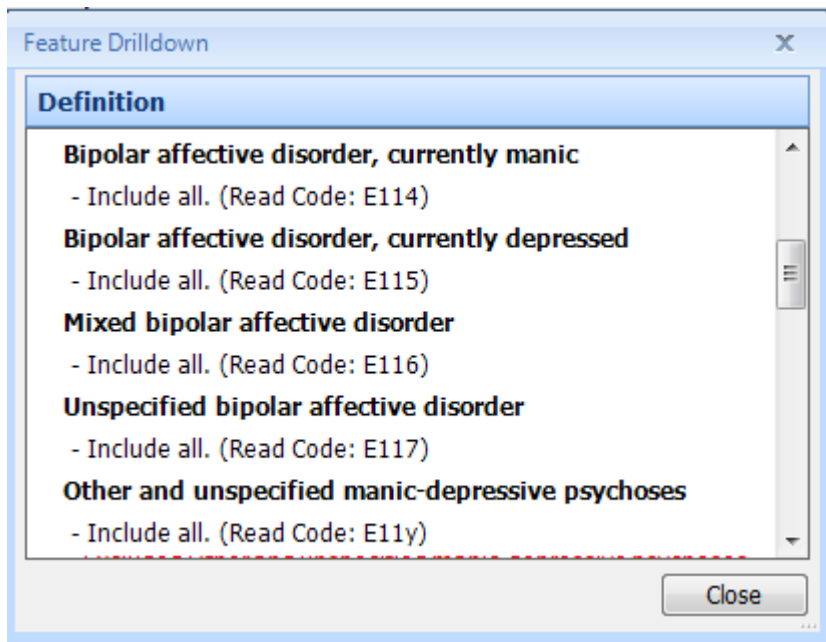 Feature Drilldown
Definition
Bipolar affective disorder, currently manic
- Include all. (Read Code: E114)
Bipolar affective disorder, currently depressed
- Include all. (Read Code: E115)
Mixed bipolar affective disorder
- Include all. (Read Code: E116)
Unspecified bipolar affective disorder
- Include all. (Read Code: E117)
Other and unspecified manic-depressive psychoses
- Include all. (Read Code: E11y)
Close